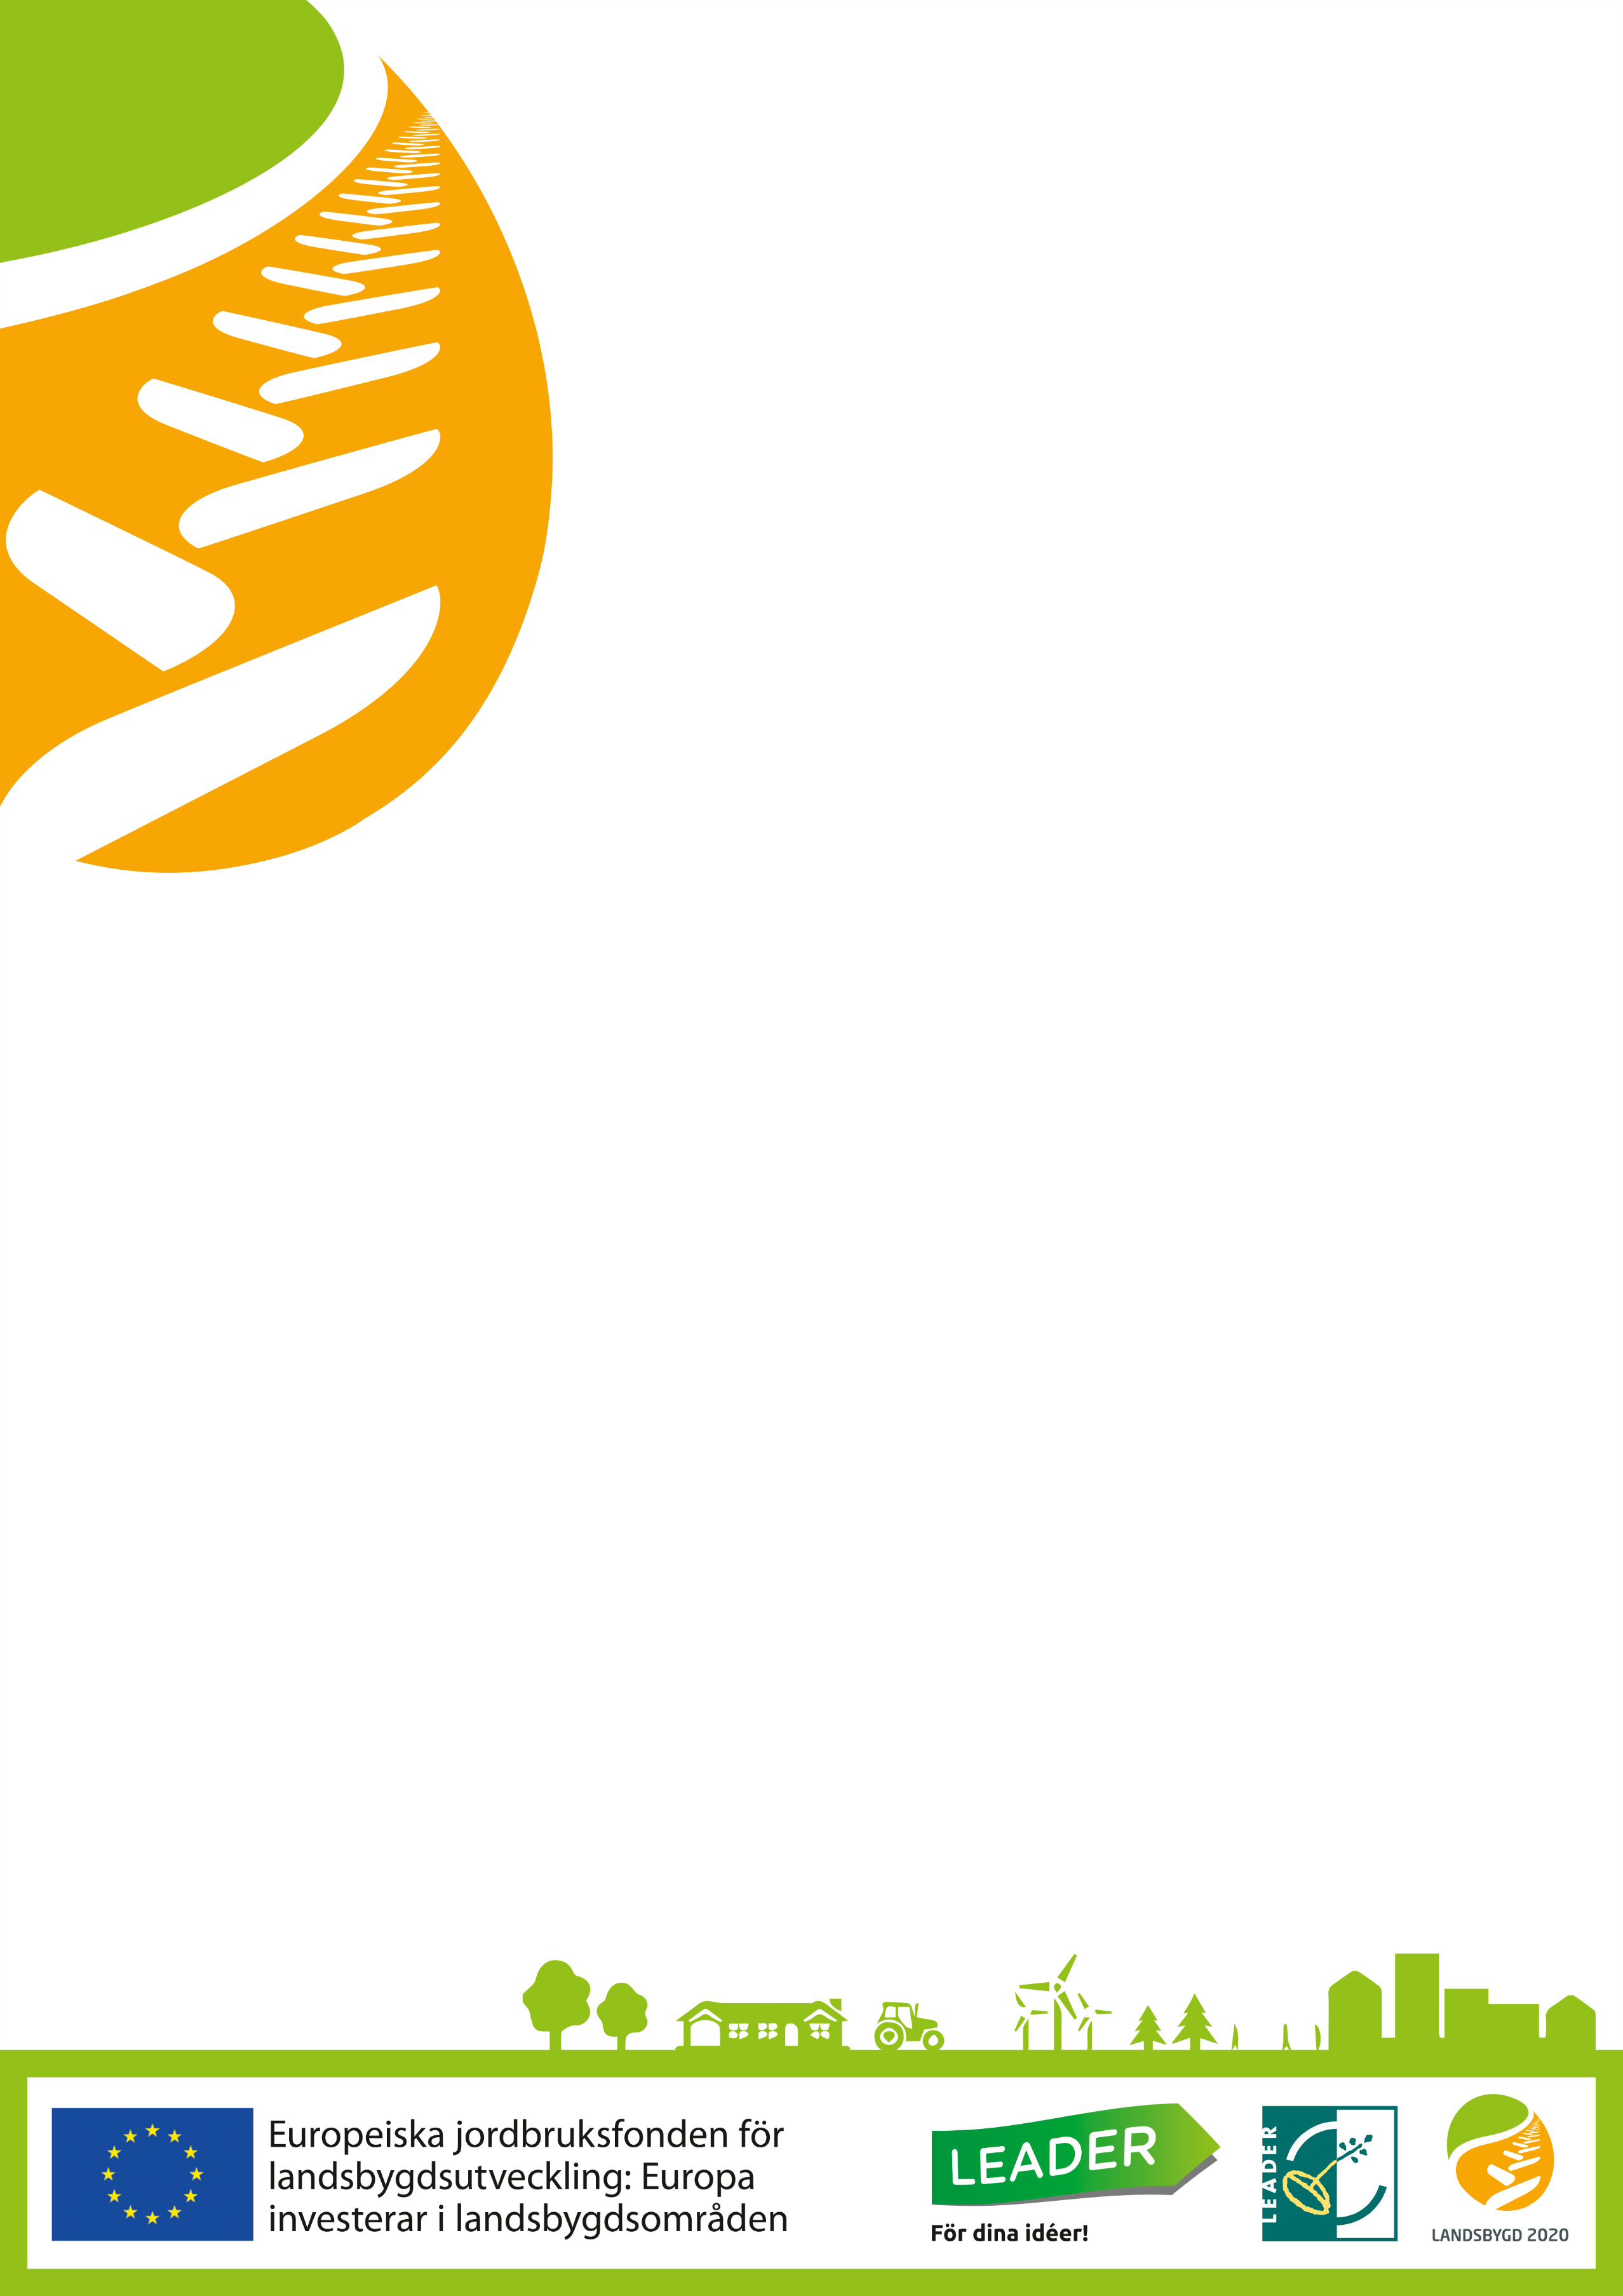 Europeiska jordbruksfonden för
landsbygdsutveckling: Europa
investerar i landsbygdsområden
LEADER
För dina idéer!
LEADER
LANDSBYGD 2020